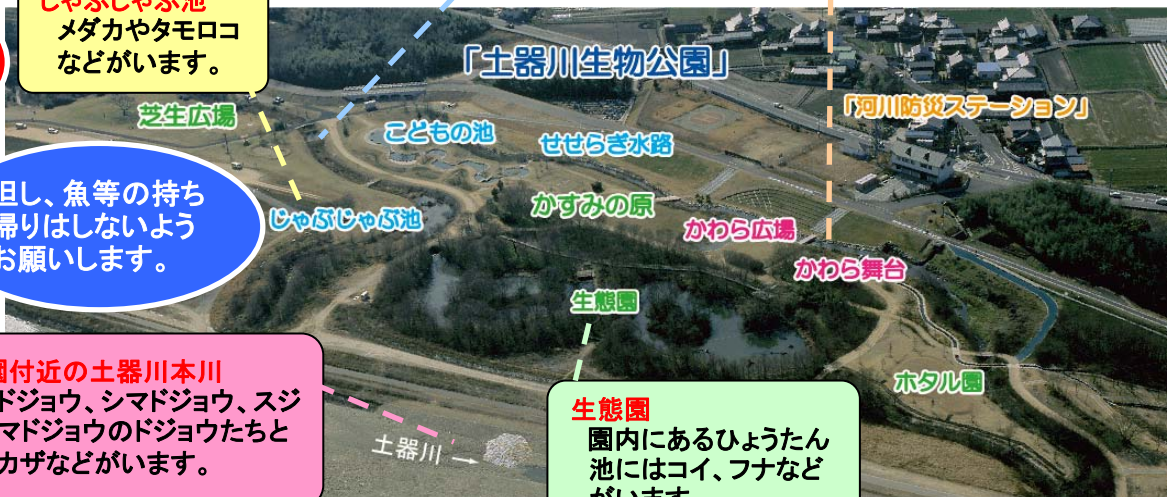 じゃぶじゃぶ池
メダカやタモロコ
などがいます。
「土器川生物公園」
「河川防災ステーション」
芝生広場
こどもの池
せせらぎ水路
但し、魚等の持ち
帰りはしないよう
お願いします。
じゃぶじゃぶ池
かすみの原
かわら広場
かわら舞台
生態園
ホタル園
園付近の土器川本川
ドジョウ、シマドジョウ、スジ
マドジョウのドジョウたちと
カザなどがいます。
土器川→
生態園
園内にあるひょうたん
池にはコイ、フナなど
がいます